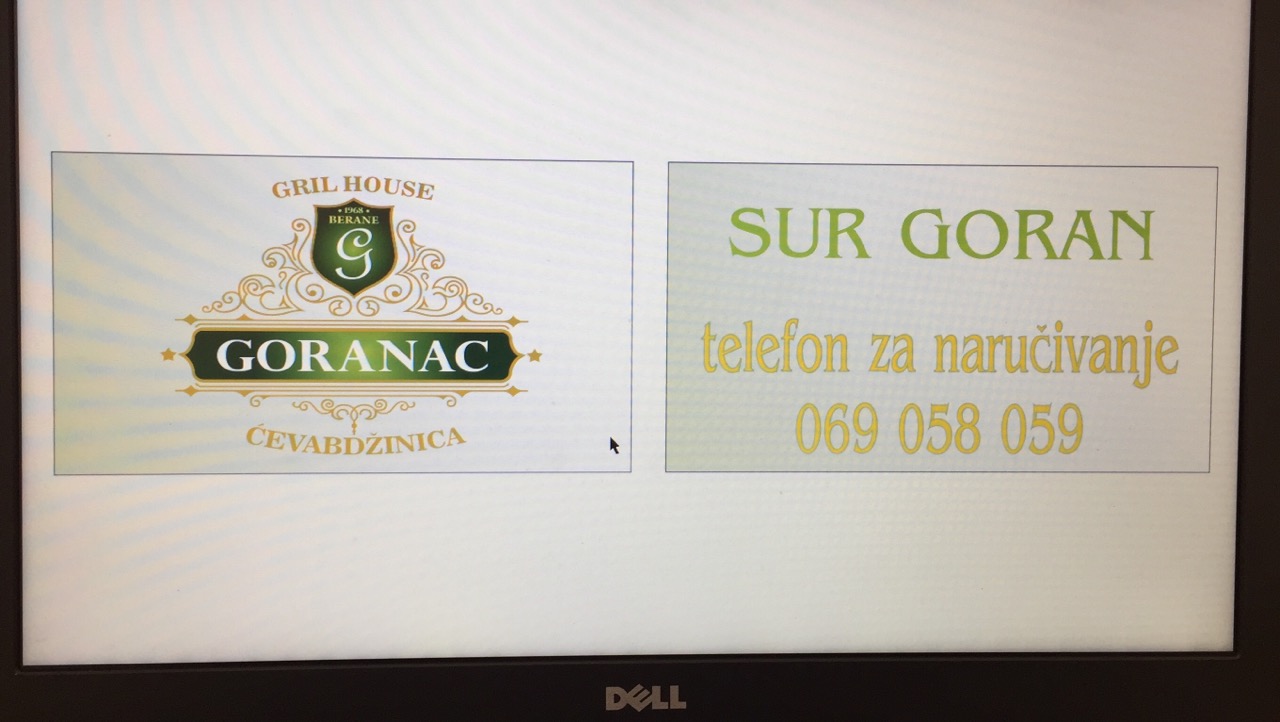 GRIL HOUSE
• 1968 •
BERANE
G
GORANAC
ĆEVABDŽINICA
SUR GORAN
telefon za naručivanje
069 058 059
DELL